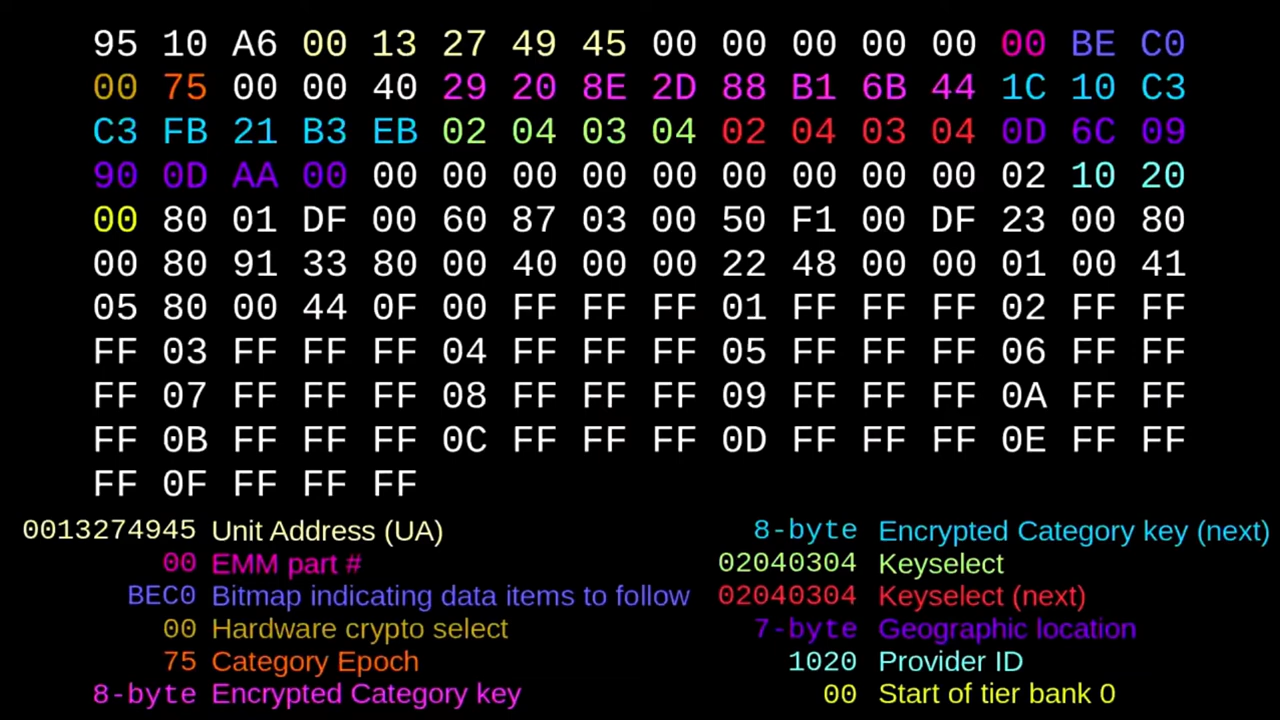 95 10 A6 00 13 27 49 45 00 00 00 00 00 00 BE C0
00 75 00 00 40 29 20 8E 2D 88 B1 6B 44 1C 10 C3
C3 FB 21 B3 EB 02 04 03 04 02 04 03 04 0D 6C 09
90 0D AA 00 00 00 00 00 00 00 00 00 00 02 10 20
00 80 01 DF 00 60 87 03 00 50 F1 00 DF 23 00 80
00 80 91 33 80 00 40 00 00 22 48 00 00 01 00 41
05 80 00 44 0F 00 FF FF FF 01 FF FF FF 02 FF FF
FF 03 FF FF FF 04 FF FF FF 05 FF FF FF 06 FF FF
FF 07 FF FF FF 08 FF FF FF 09 FF FF FF 0A FF FF
FF 0B FF FF FF 0C FF FF FF 0D FF FF FF 0E FF FF
FF 0F FF FF FF
0013274945 Unit Address (UA)
00 EMM part #
BEC0 Bitmap indicating data items to follow
00 Hardware crypto select
75 Category Epoch
8-byte Encrypted Category key
8-byte Encrypted Category key (next)
02040304 Keyselect
02040304 Keyselect (next)
7-byte Geographic location
1020 Provider ID
00 Start of tier bank 0